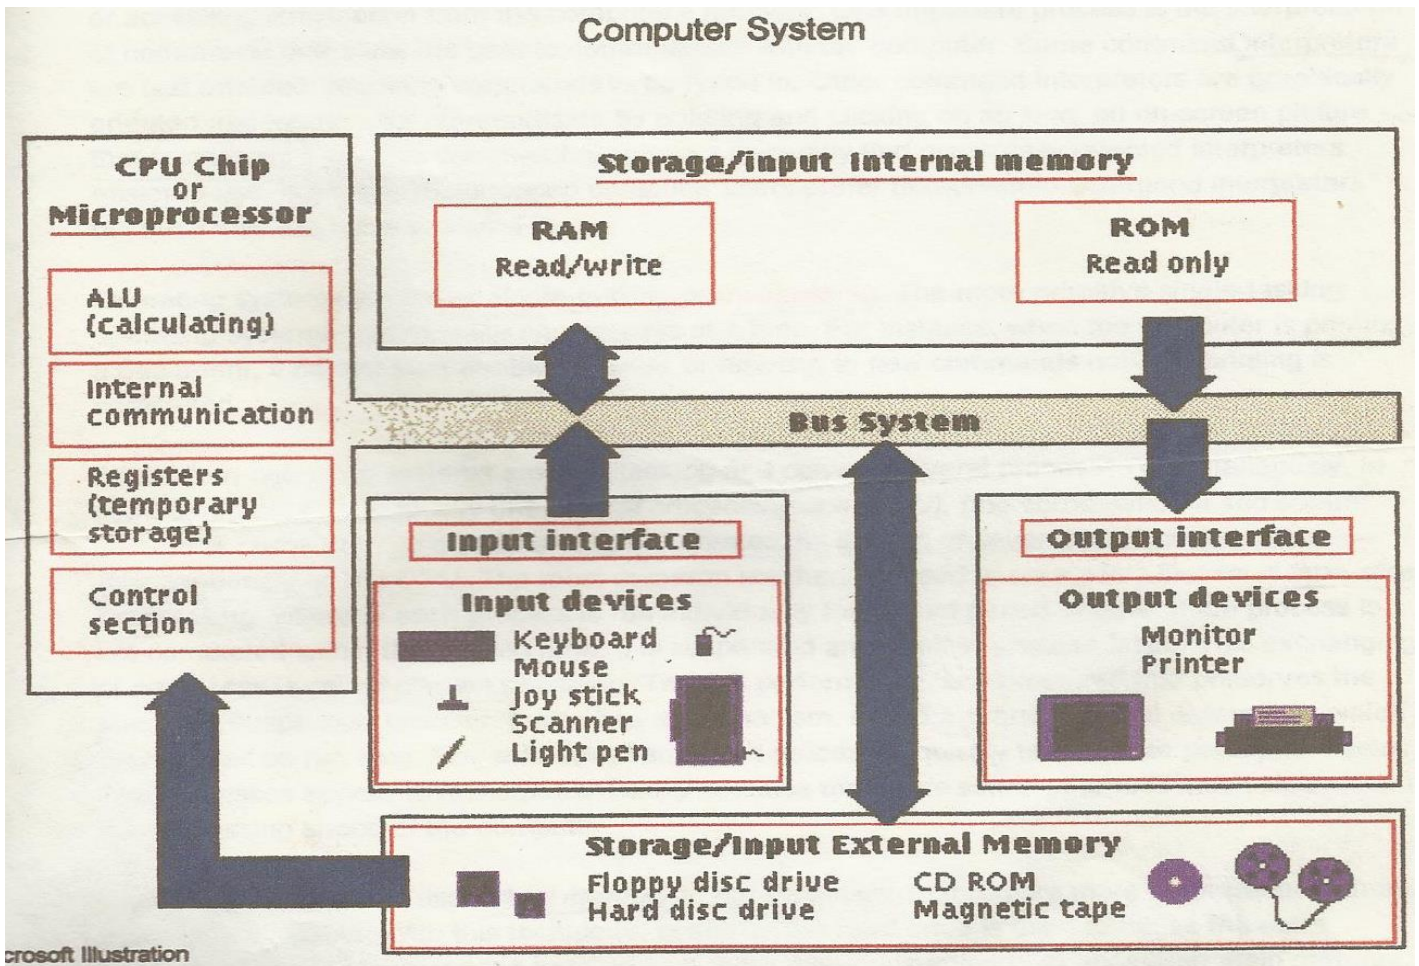 Computer System
CPU Chip
or
Microprocessor
ALU
(calculating)
Internal
communication
Registers
(temporary
storage)
Control
section
Storage/input Internal memory
RAM
Read/write
ROM
Read only
Bus System
Input interface
Input devices
Keyboard
Mouse
Joy stick
Scanner
Light pen
Output interface
Output devices
Monitor
Printer
Storage/Input External Memory
Floppy disc drive
Hard disc drive
CD ROM
Magnetic tape
crosoft Illustration